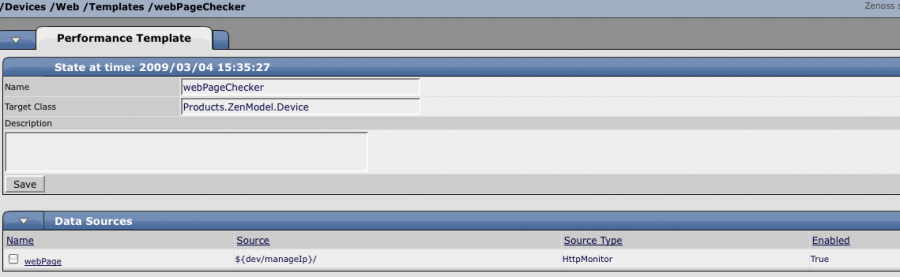 /Devices /Web /Templates /webPageChecker
Zenoss s
Performance Template
State at time: 2009/03/04 15:35:27
Name webPageChecker
Target Class Products.ZenModel.Device
Description
Save
Data Sources
Name Source Source Type Enabled
webPage ${dev/manageIp}/ HttpMonitor True